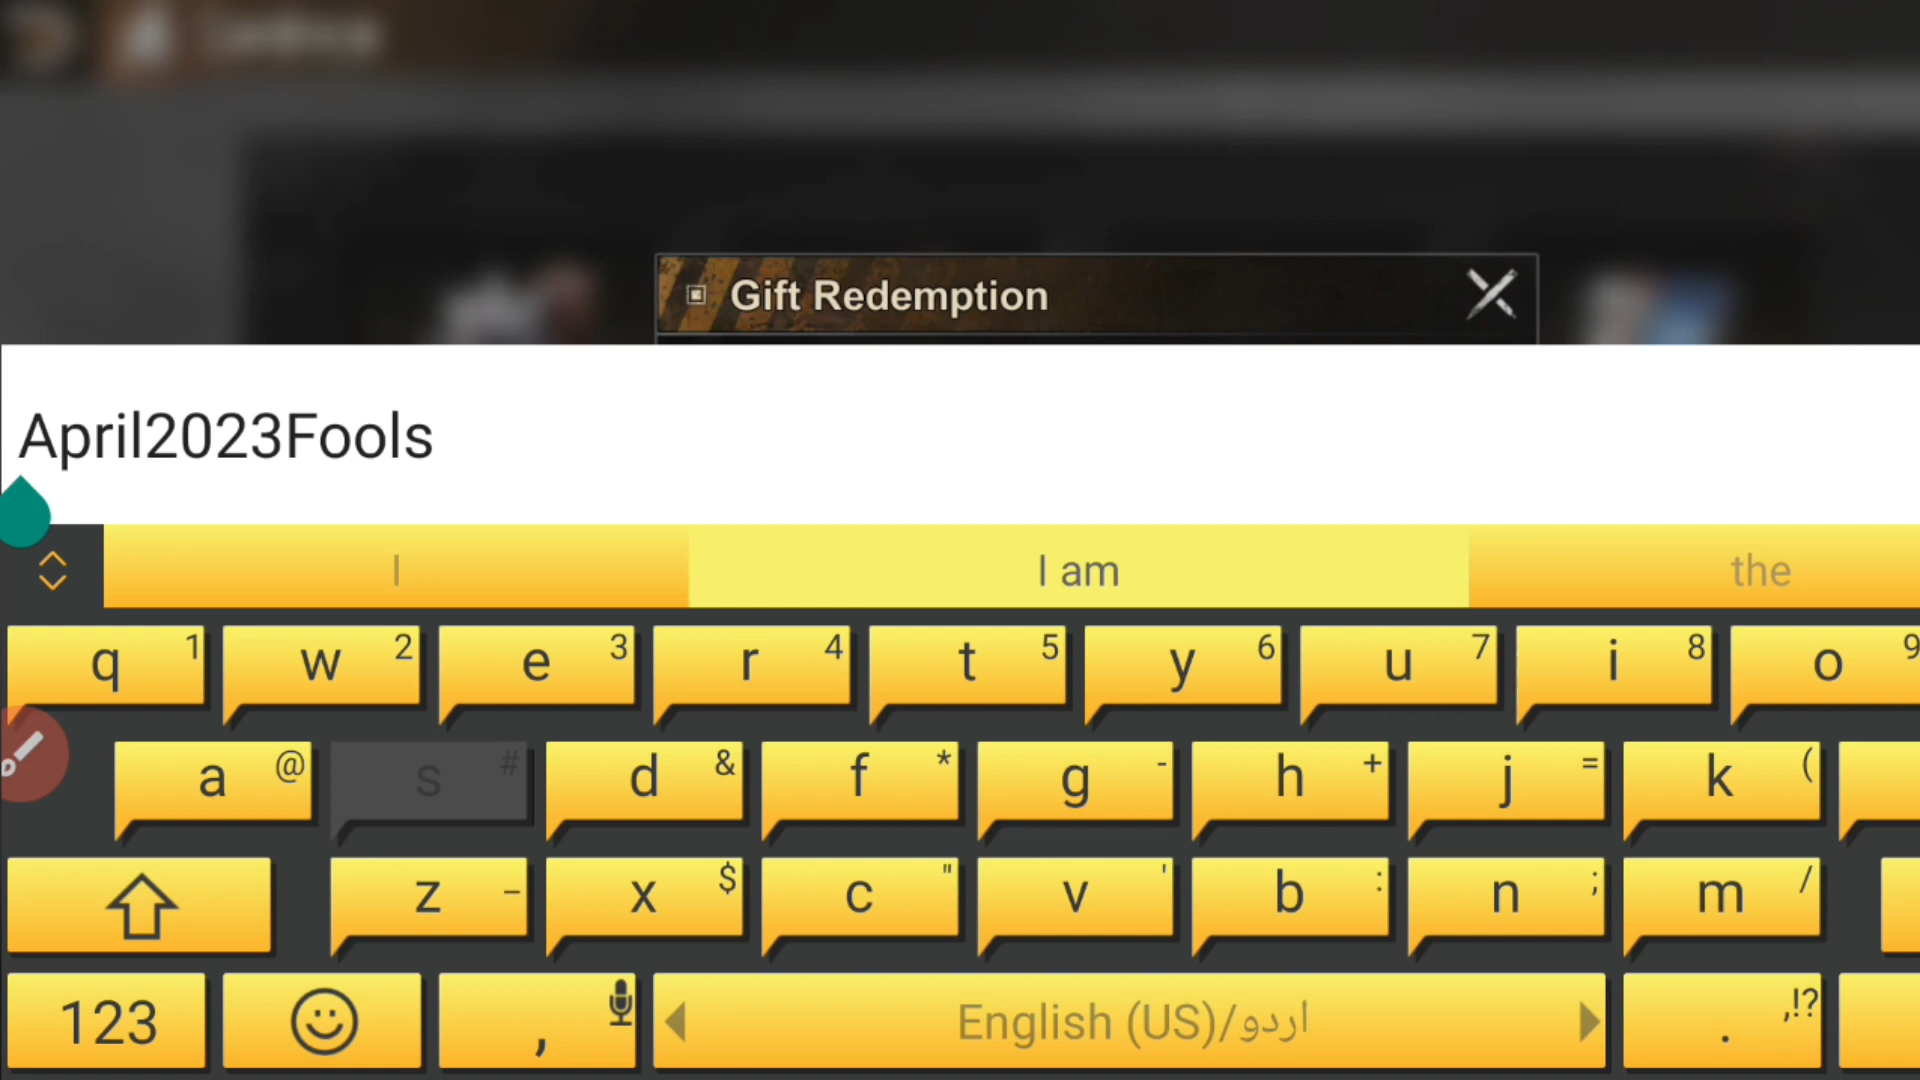 Gift Redemption
April2023Fools
I
I am
the
q 1 w 2 e 3 r 4 t 5 y 6 u 7 i 8 o 9
a @ s # d & f * g - h + j = k (
z _ x $ c " v ' b : n ; m /
123 , English (US)/اردو . ,!?